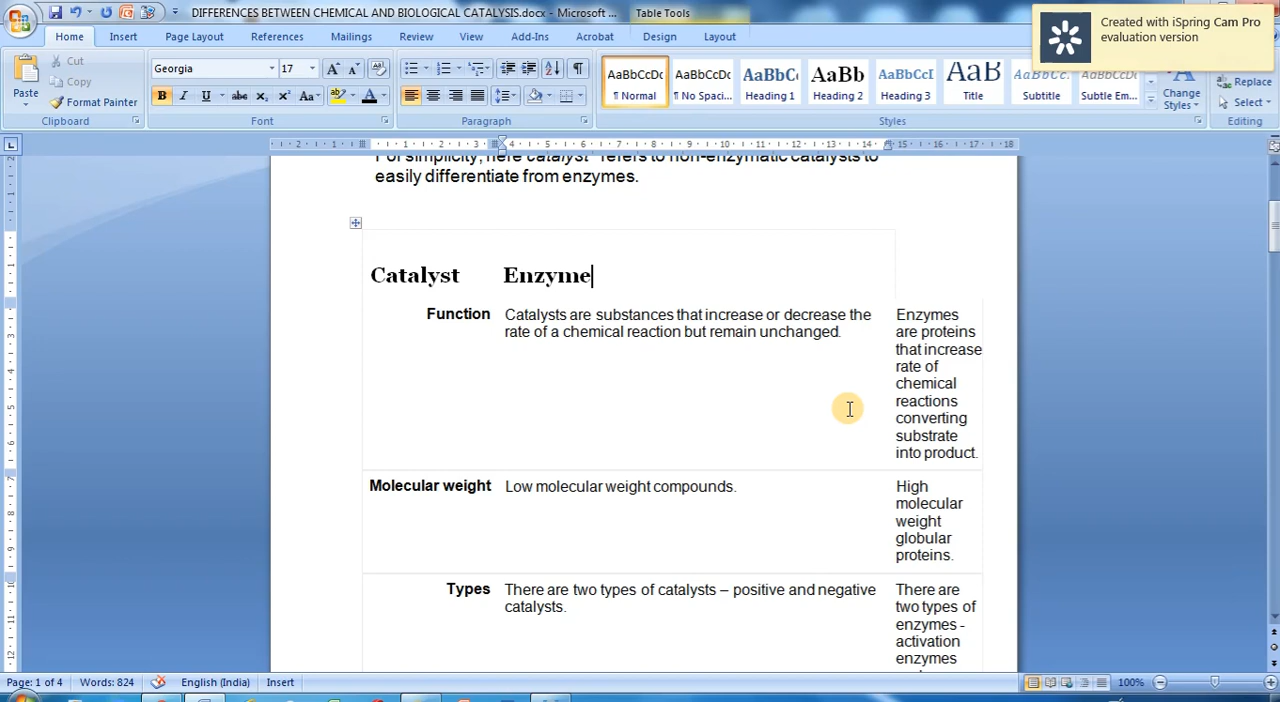 DIFFERENCES BETWEEN CHEMICAL AND BIOLOGICAL CATALYSIS.docx - Microsoft ...
Table Tools
Created with iSpring Cam Pro
evaluation version
Home Insert Page Layout References Mailings Review View Add-Ins Acrobat Design Layout
Cut
Copy
Format Painter
Paste
Clipboard
Georgia 17
Font
Paragraph
AaBbCcDc AaBbCcDc AaBbC AaBb AaBbCcI AaB AaBbCc AaBbCcDc
¶ Normal ¶ No Spaci... Heading 1 Heading 2 Heading 3 Title Subtitle Subtle Em...
Change
Styles
Styles
Replace
Select
Editing
For simplicity, here catalyst refers to non-enzymatic catalysts to
easily differentiate from enzymes.
Catalyst Enzyme
Function
Catalysts are substances that increase or decrease the
rate of a chemical reaction but remain unchanged.
Enzymes
are proteins
that increase
rate of
chemical
reactions
converting
substrate
into product.
Molecular weight
Low molecular weight compounds.
High
molecular
weight
globular
proteins.
Types
There are two types of catalysts – positive and negative
catalysts.
There are
two types of
enzymes -
activation
enzymes
Page: 1 of 4 Words: 824 English (India) Insert 100%